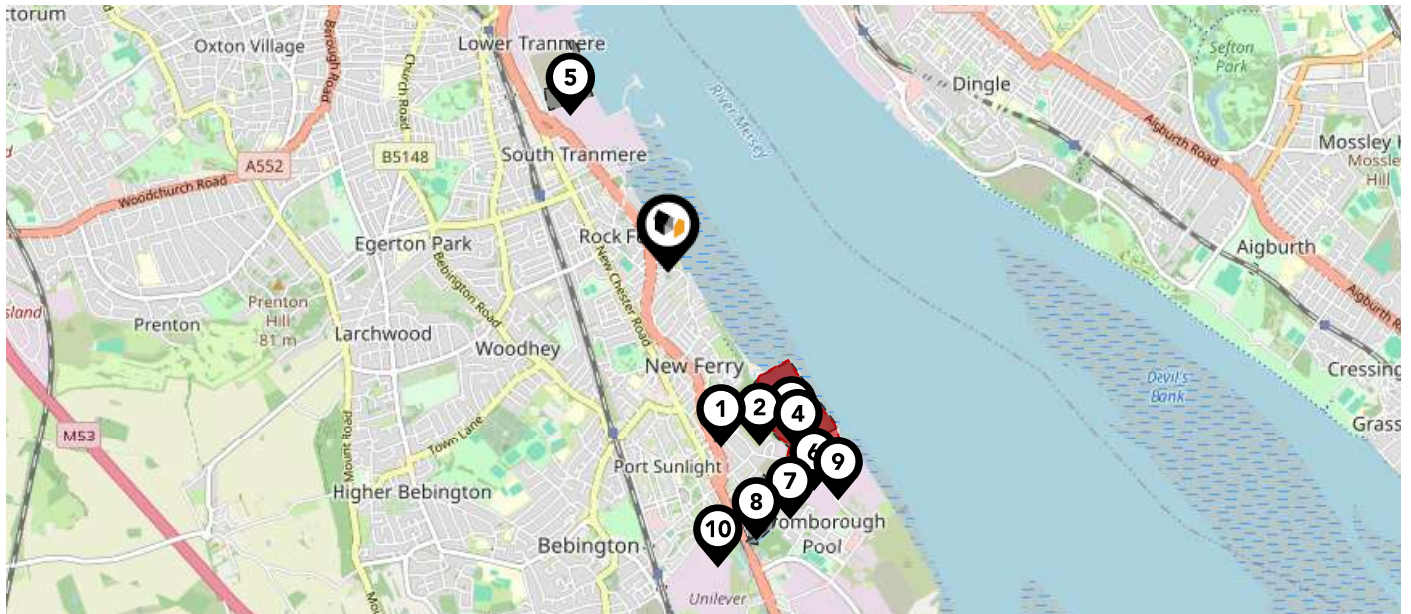 ctorum
Oxton Village
Borough Road
Church Road
Lower Tranmere
5
River Mersey
Dingle
Sefton
Park
Aigburth Road
Mossley
Mossley
Hill
d
A552
B5148
South Tranmere
Woodchurch Road
Egerton Park
Rock
Aigburth
Bebington Road
New Chester Road
sland
Prenton
Hill
81 m
Prenton
Larchwood
Woodhey
Aigburth R
New Ferry
Cressing
Devil's
Bank
1
2
4
Grass
M53
Mount Road
Town Lane
Port Sunlight
6
9
7
Higher Bebington
8
10
romborough
Pool
Bebington
Unilever
Mou